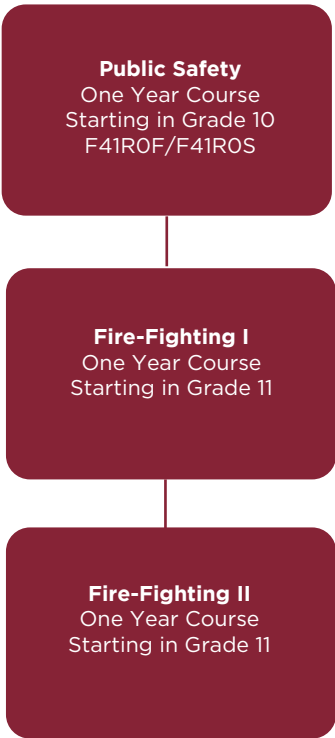 Public Safety
One Year Course
Starting in Grade 10
F41R0F/F41R0S
Fire-Fighting I
One Year Course
Starting in Grade 11
Fire-Fighting II
One Year Course
Starting in Grade 11